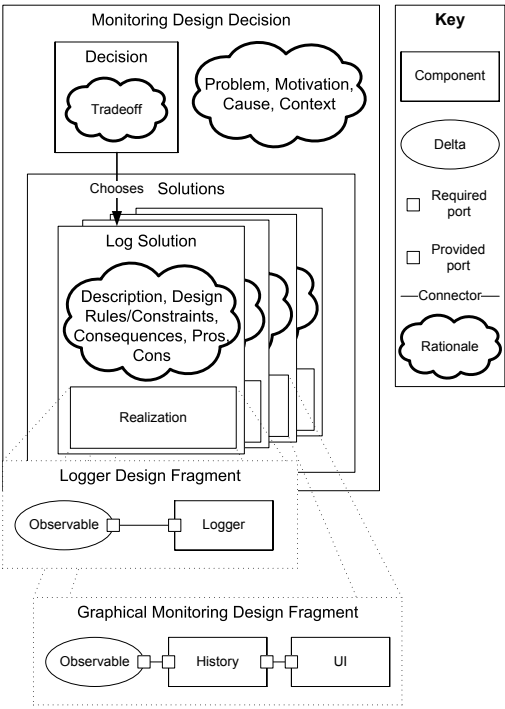 Monitoring Design Decision
Decision
Tradeoff
Problem, Motivation,
Cause, Context
Chooses
Solutions
Log Solution
Description, Design
Rules/Constraints,
Consequences, Pros,
Cons
Realization
Logger Design Fragment
Observable
Logger
Graphical Monitoring Design Fragment
Observable
History
UI
Key
Component
Delta
Required
port
Provided
port
Connector
Rationale